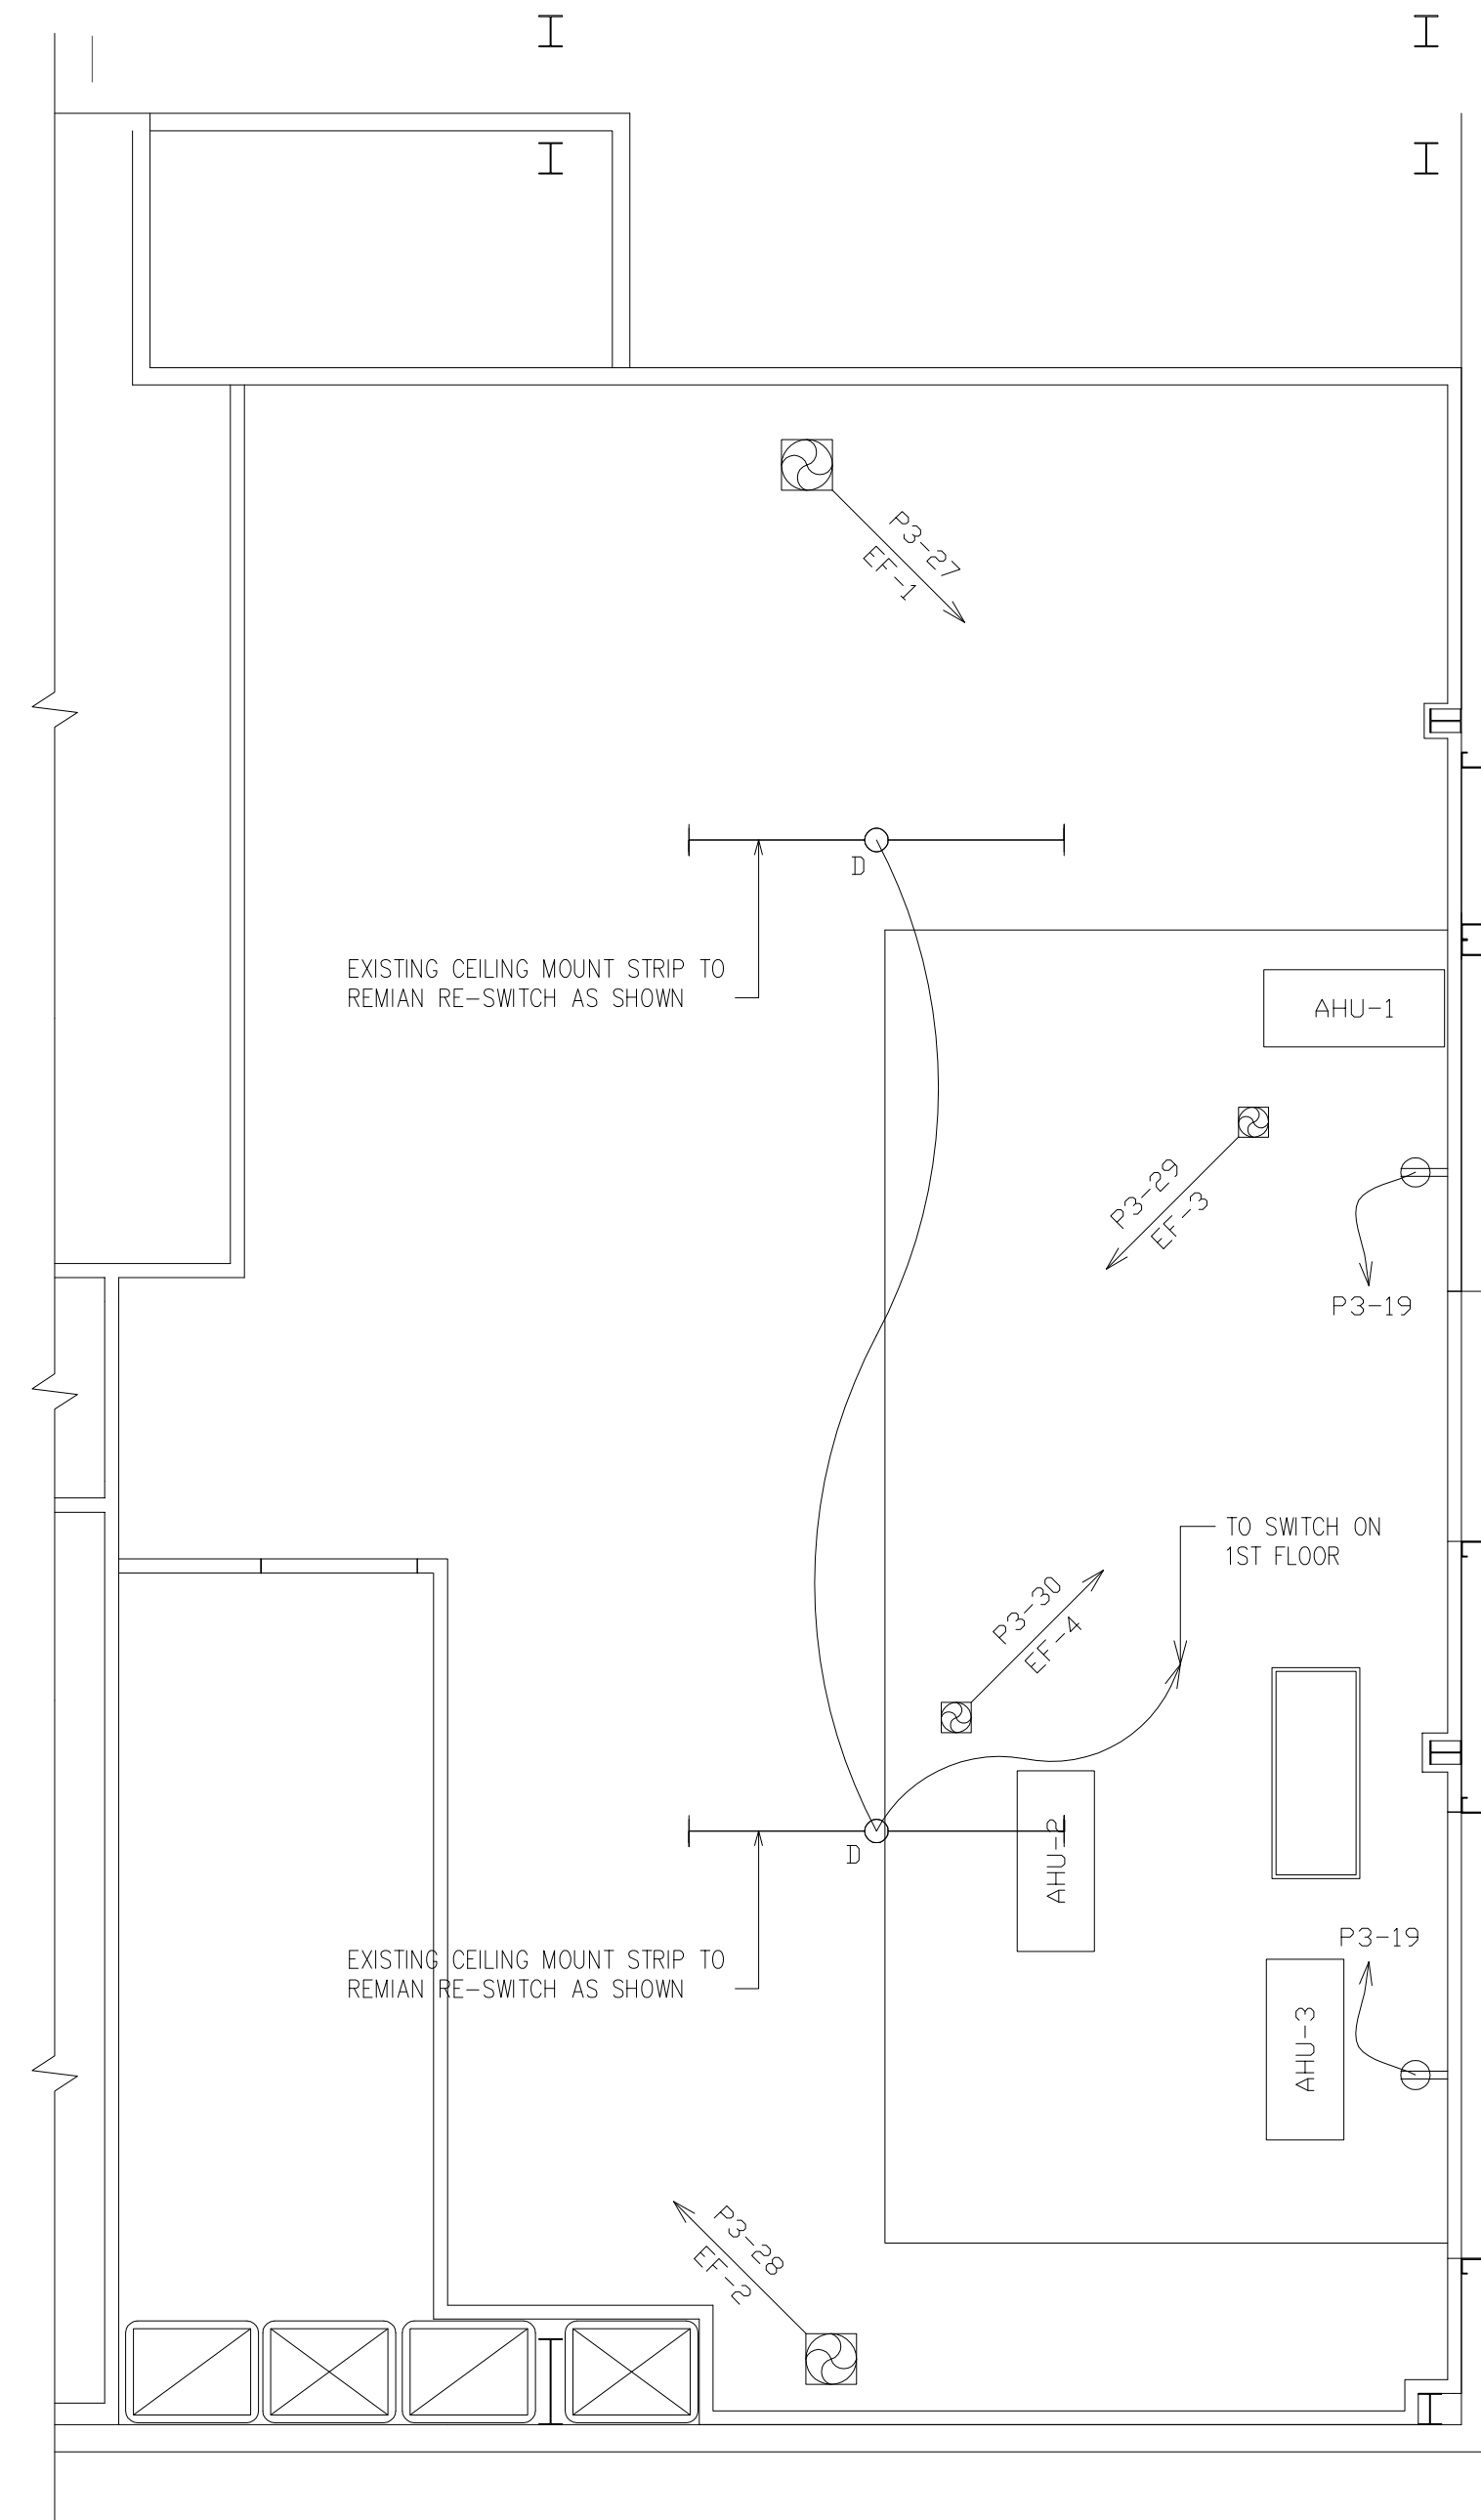 P3-27
EF-1
D
EXISTING CEILING MOUNT STRIP TO
REMIAN RE-SWITCH AS SHOWN
AHU-1
P3-29
EF-3
P3-19
TO SWITCH ON
1ST FLOOR
P3-30
EF-4
AHU-2
D
EXISTING CEILING MOUNT STRIP TO
REMIAN RE-SWITCH AS SHOWN
P3-19
AHU-3
P3-28
EF-2